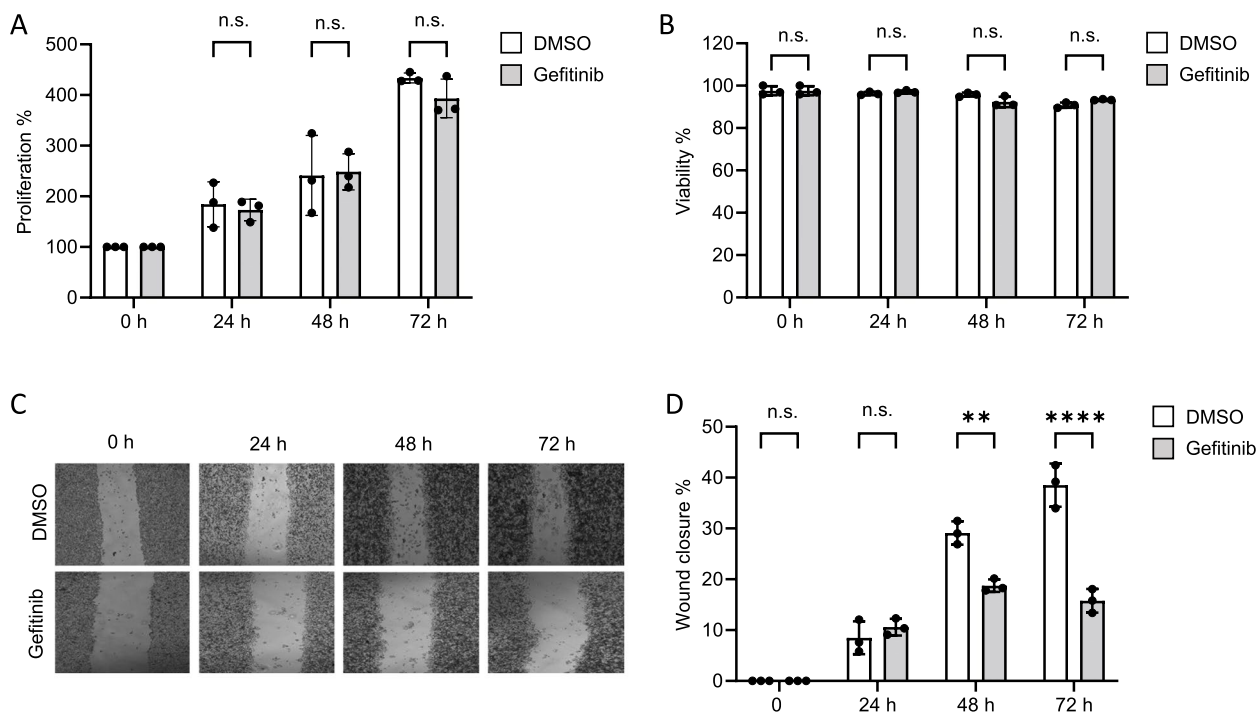 A
n.s.
n.s.
n.s.
DMSO
Gefitinib
Proliferation %
500
400
300
200
100
0
0 h
24 h
48 h
72 h
B
n.s.
n.s.
n.s.
n.s.
DMSO
Gefitinib
Viability %
120
100
80
60
40
20
0
0 h
24 h
48 h
72 h
C
0 h
24 h
48 h
72 h
DMSO
Gefitinib
D
n.s.
n.s.
**
****
DMSO
Gefitinib
Wound closure %
50
40
30
20
10
0
0
24 h
48 h
72 h